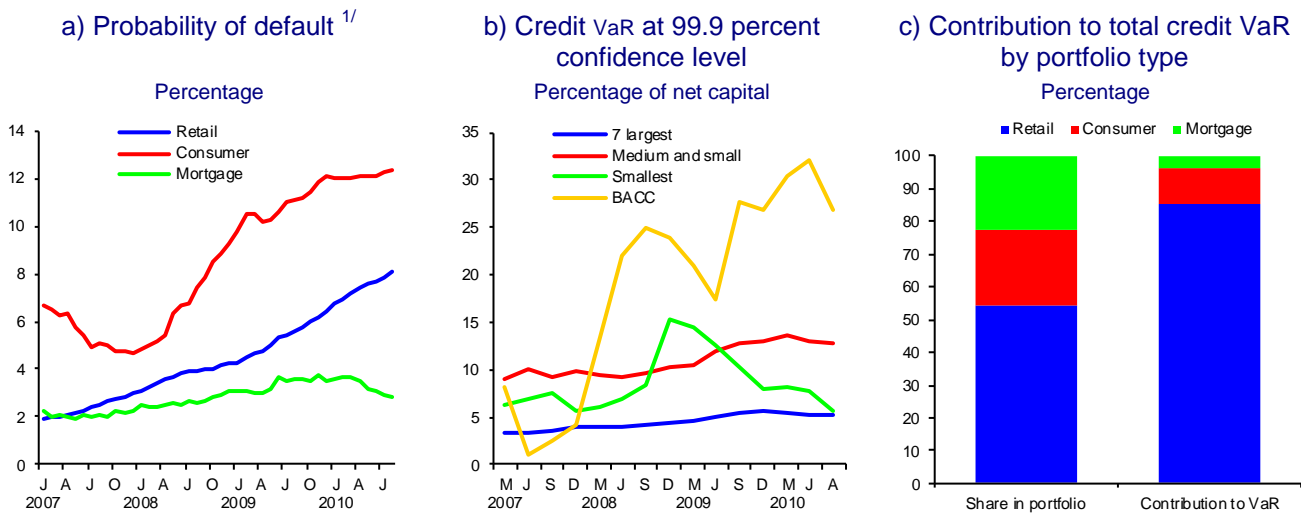 a) Probability of default 1/
Percentage
Retail
Consumer
Mortgage
14
12
10
8
6
4
2
0
J A J O J A J O J A J O J A J
2007 2008 2009 2010
b) Credit VaR at 99.9 percent
confidence level
Percentage of net capital
7 largest
Medium and small
Smallest
BACC
35
30
25
20
15
10
5
0
M J S D M J S D M J S D M J A
2007 2008 2009 2010
c) Contribution to total credit VaR
by portfolio type
Percentage
Retail Consumer Mortgage
100
90
80
70
60
50
40
30
20
10
0
Share in portfolio Contribution to VaR